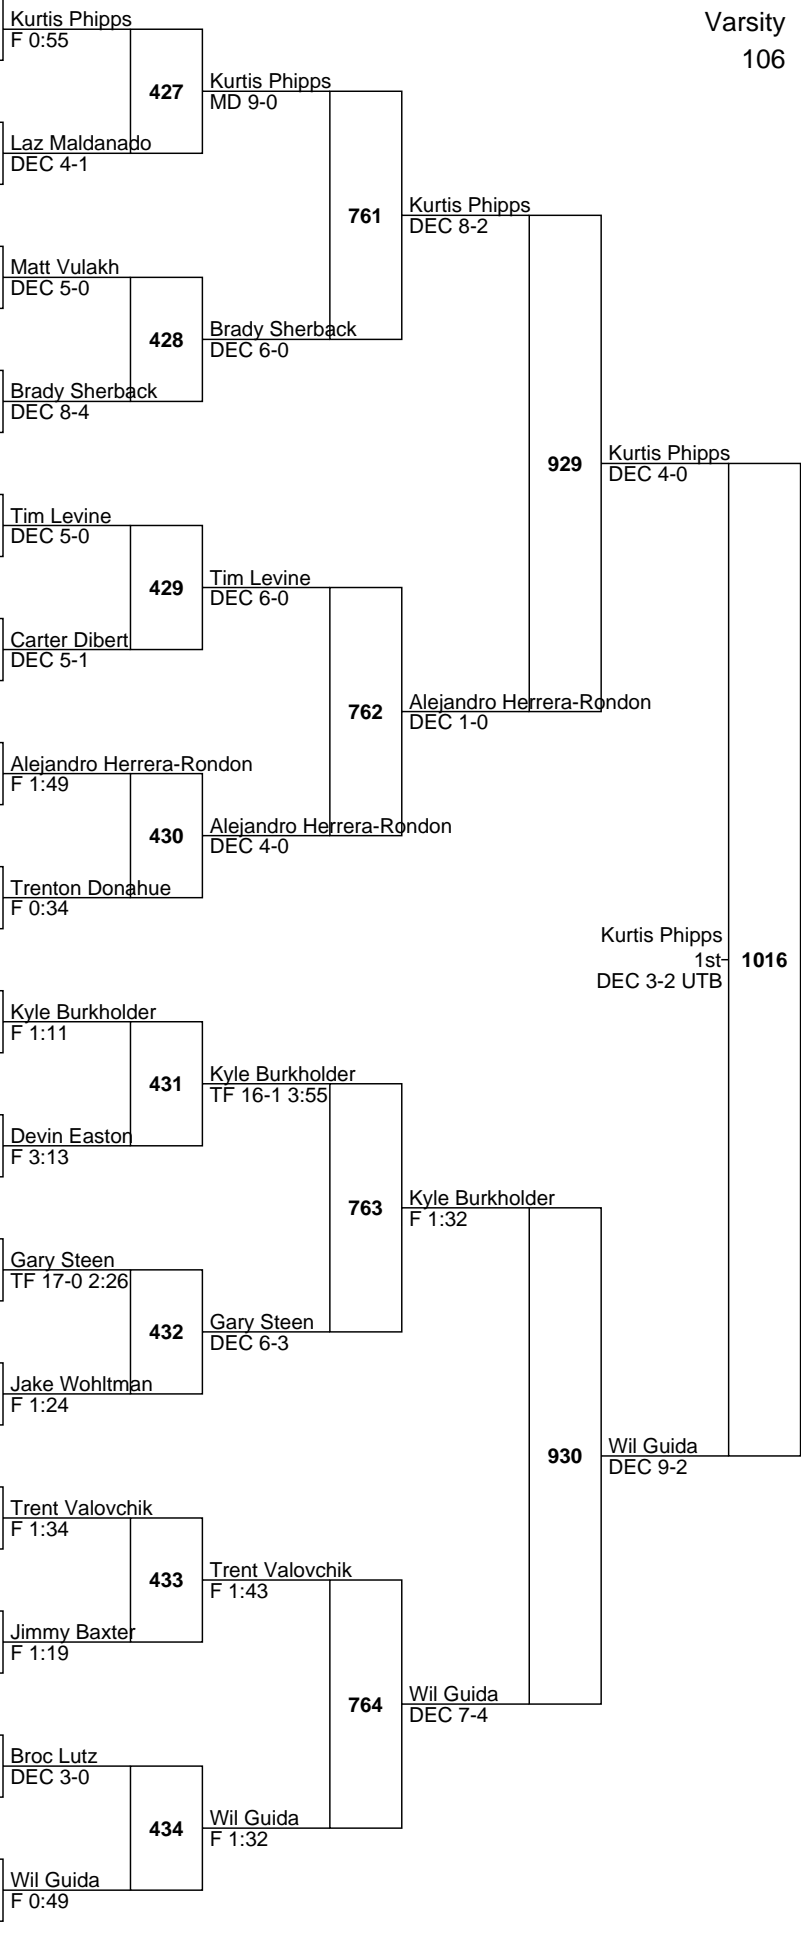 Varsity
106
Kurtis Phipps
F 0:55
427
Kurtis Phipps
MD 9-0
Laz Maldanado
DEC 4-1
761
Kurtis Phipps
DEC 8-2
Matt Vulakh
DEC 5-0
428
Brady Sherback
DEC 6-0
Brady Sherback
DEC 8-4
929
Kurtis Phipps
DEC 4-0
Tim Levine
DEC 5-0
429
Tim Levine
DEC 6-0
Carter Dibert
DEC 5-1
762
Alejandro Herrera-Rondon
DEC 1-0
Alejandro Herrera-Rondon
F 1:49
430
Alejandro Herrera-Rondon
DEC 4-0
Trenton Donahue
F 0:34
Kurtis Phipps
1st
DEC 3-2 UTB
1016
Kyle Burkholder
F 1:11
431
Kyle Burkholder
TF 16-1 3:55
Devin Easton
F 3:13
763
Kyle Burkholder
F 1:32
Gary Steen
TF 17-0 2:26
432
Gary Steen
DEC 6-3
Jake Wohltman
F 1:24
930
Wil Guida
DEC 9-2
Trent Valovchik
F 1:34
433
Trent Valovchik
F 1:43
Jimmy Baxter
F 1:19
764
Wil Guida
DEC 7-4
Broc Lutz
DEC 3-0
434
Wil Guida
F 1:32
Wil Guida
F 0:49